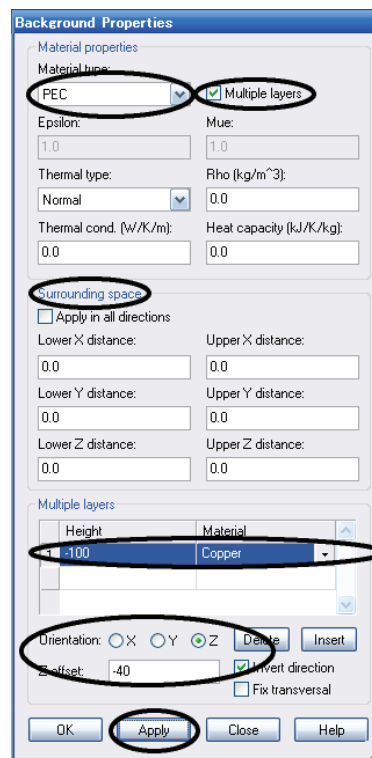 Background Properties
Material properties
Material type:
PEC Multiple layers
Epsilon: Mue:
1.0 1.0
Thermal type: Rho (kg/m^3):
Normal 0.0
Thermal cond. (W/K/m): Heat capacity (kJ/K/kg):
0.0 0.0
Surrounding space
Apply in all directions
Lower X distance: Upper X distance:
0.0 0.0
Lower Y distance: Upper Y distance:
0.0 0.0
Lower Z distance: Upper Z distance:
0.0 0.0
Multiple layers
Height Material
1 -100 Copper
Orientation: X Y Z Delete Insert
Z offset: -40 Invert direction
Fix transversal
OK Apply Close Help